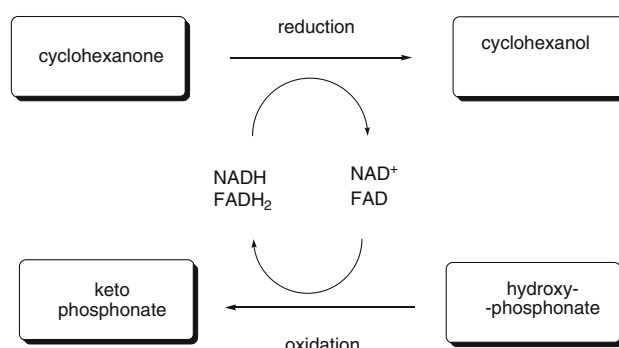 reduction
cyclohexanone
cyclohexanol
NADH
FADH₂
NAD⁺
FAD
keto
phosphonate
hydroxy-
-phosphonate
oxidation